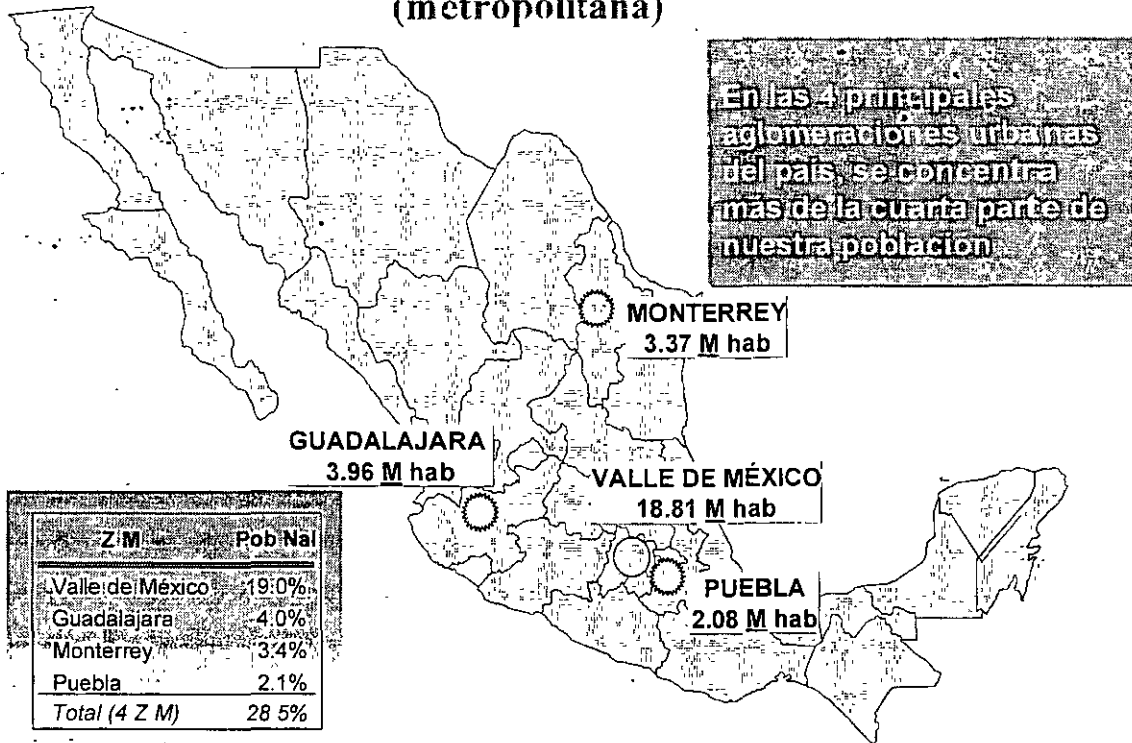 (metropolitana)
En las 4 principales
aglomeraciones urbanas
del país, se concentra
más de la cuarta parte de
nuestra población
MONTERREY
3.37 M hab
GUADALAJARA
3.96 M hab
VALLE DE MÉXICO
18.81 M hab
PUEBLA
2.08 M hab
Z M Pob Nal
Valle de México 19.0%
Guadalajara 4.0%
Monterrey 3.4%
Puebla 2.1%
Total (4 Z M) 28 5%